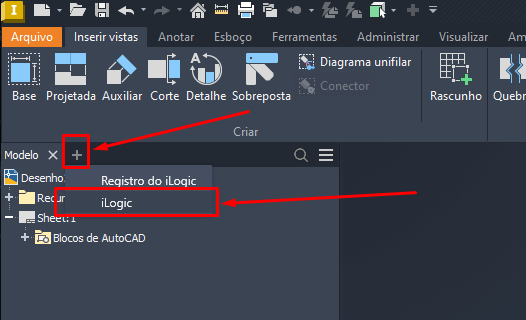 I
Arquivo Inserir vistas Anotar Esboço Ferramentas Administrar Visualizar Am
Base Projetada Auxiliar Corte Detalhe Sobreposta Diagrama unifilar Conector Rascunho Quebr
Criar
Modelo × +
Registro do iLogic
Desenho
iLogic
Recur
Sheet:1
Blocos de AutoCAD